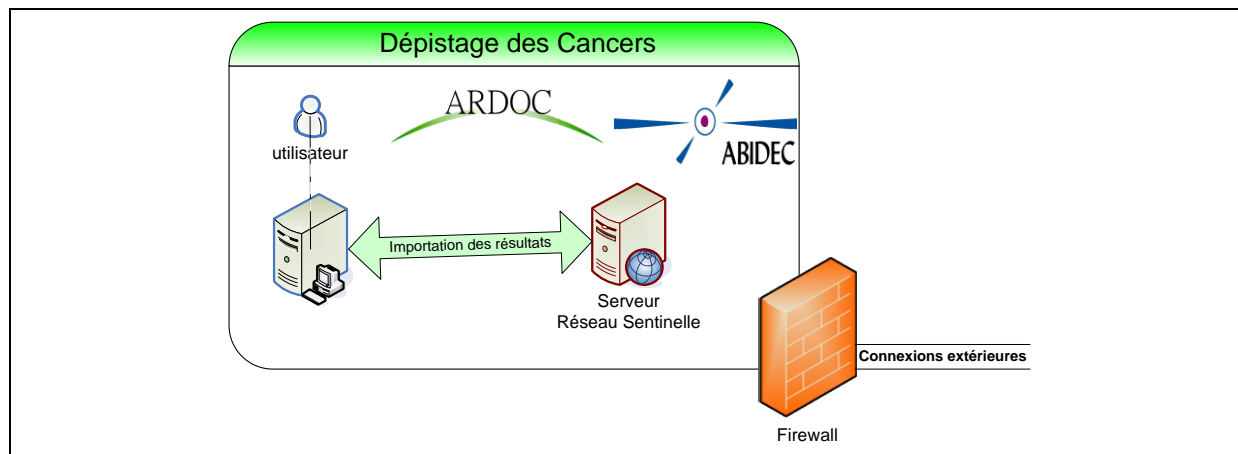 Dépistage des Cancers
ARDOC
ABIDEC
utilisateur
Importation des résultats
Serveur
Réseau Sentinelle
Connexions extérieures
Firewall